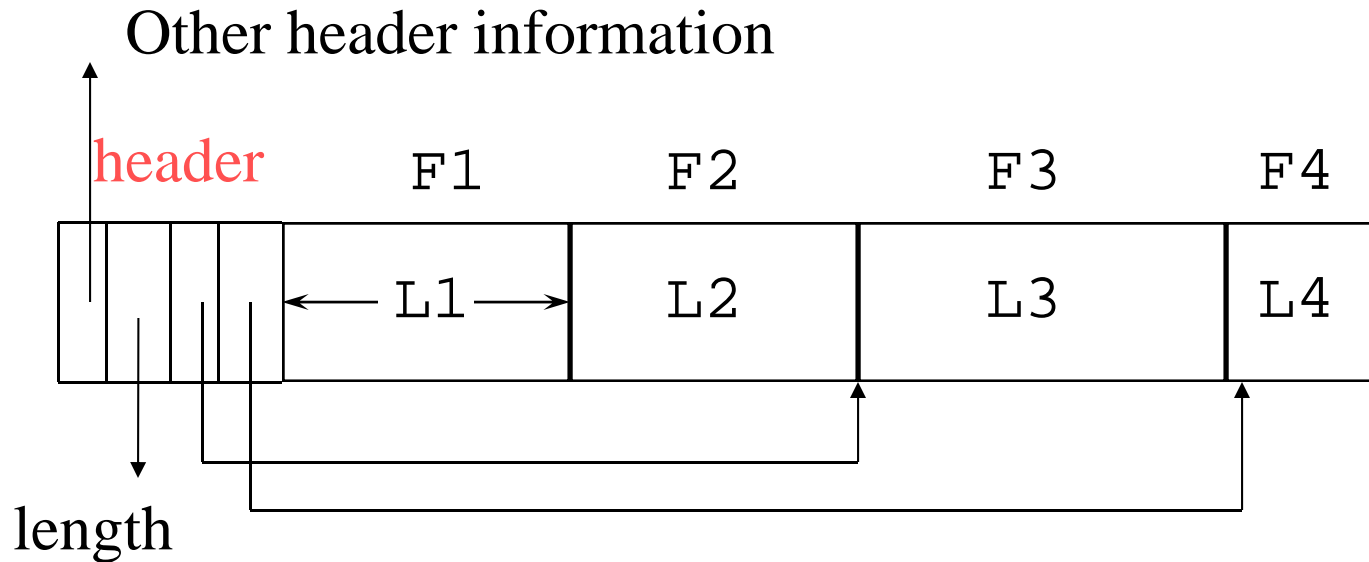 Other header information
header
F1 F2 F3 F4
L1 L2 L3 L4
length